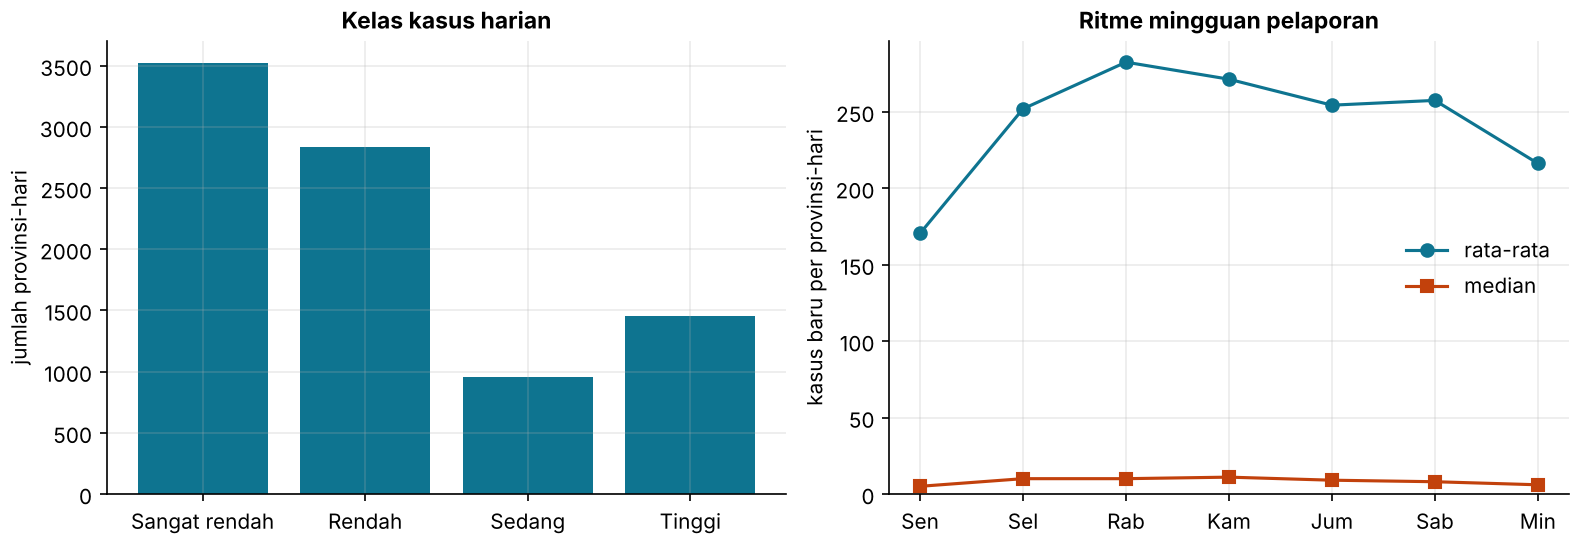 Kelas kasus harian
jumlah provinsi-hari
3500
3000
2500
2000
1500
1000
500
0
Sangat rendah
Rendah
Sedang
Tinggi
Ritme mingguan pelaporan
kasus baru per provinsi-hari
250
200
150
100
50
0
rata-rata
median
Sen
Sel
Rab
Kam
Jum
Sab
Min